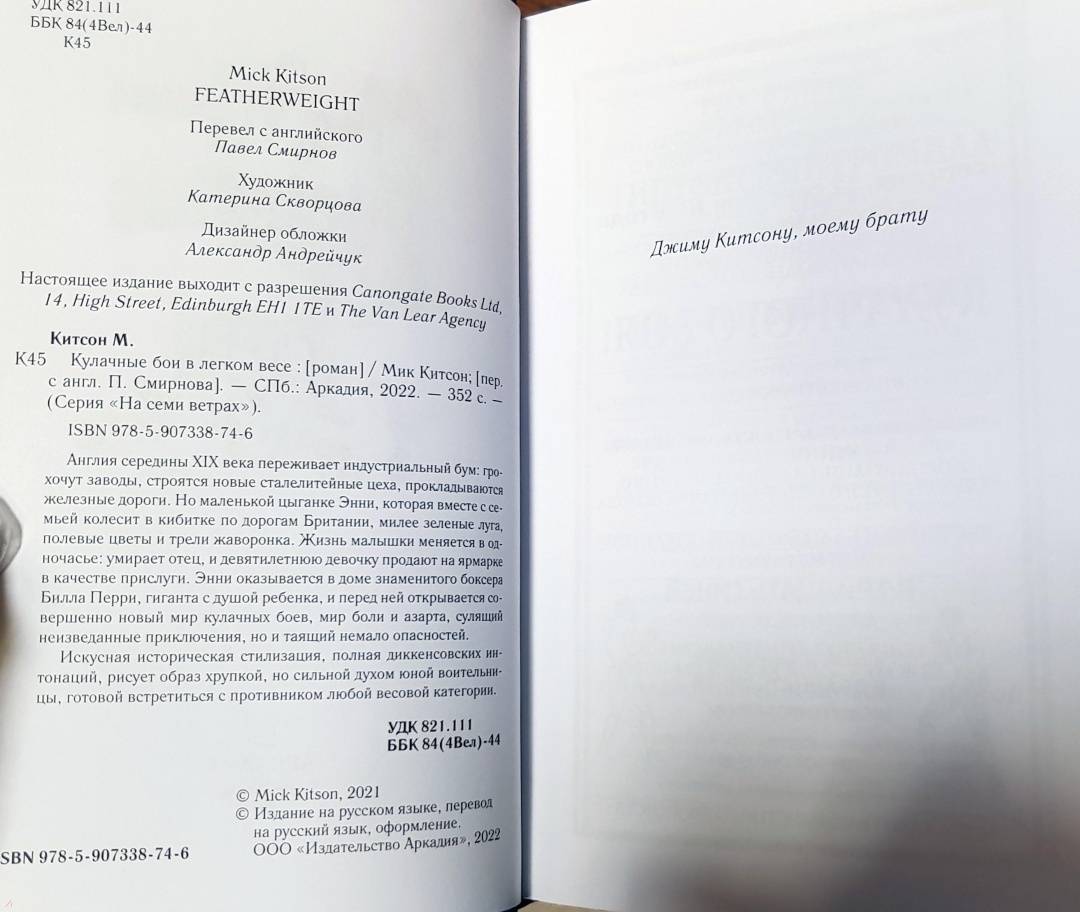 УДК 821.111
ББК 84(4Вел)-44
К45
Mick Kitson
FEATHERWEIGHT
Перевел с английского
Павел Смирнов
Художник
Катерина Скворцова
Дизайнер обложки
Александр Андрейчук
Настоящее издание выходит с разрешения Canongate Books Ltd,
14, High Street, Edinburgh EH1 1TE и The Van Lear Agency
Китсон М.
К45 Кулачные бои в легком весе : [роман] / Мик Китсон; [пер.
с англ. П. Смирнова]. — СПб.: Аркадия, 2022. — 352 с. —
(Серия «На семи ветрах»).
ISBN 978-5-907338-74-6
Англия середины XIX века переживает индустриальный бум: гро-
хочут заводы, строятся новые сталелитейные цеха, прокладываются
железные дороги. Но маленькой цыганке Энни, которая вместе с се-
мьей колесит в кибитке по дорогам Британии, милее зеленые луга,
полевые цветы и трели жаворонка. Жизнь малышки меняется в од-
ночасье: умирает отец, и девятилетнюю девочку продают на ярмарке
в качестве прислуги. Энни оказывается в доме знаменитого боксера
Билла Перри, гиганта с душой ребенка, и перед ней открывается со-
вершенно новый мир кулачных боев, мир боли и азарта, сулящий
неизведанные приключения, но и таящий немало опасностей.
Искусная историческая стилизация, полная диккенсовских ин-
тонаций, рисует образ хрупкой, но сильной духом юной воительни-
цы, готовой встретиться с противником любой весовой категории.
УДК 821.111
ББК 84(4Вел)-44
© Mick Kitson, 2021
© Издание на русском языке, перевод
на русский язык, оформление.
ООО «Издательство Аркадия», 2022
SBN 978-5-907338-74-6
Джиму Китсону, моему брату